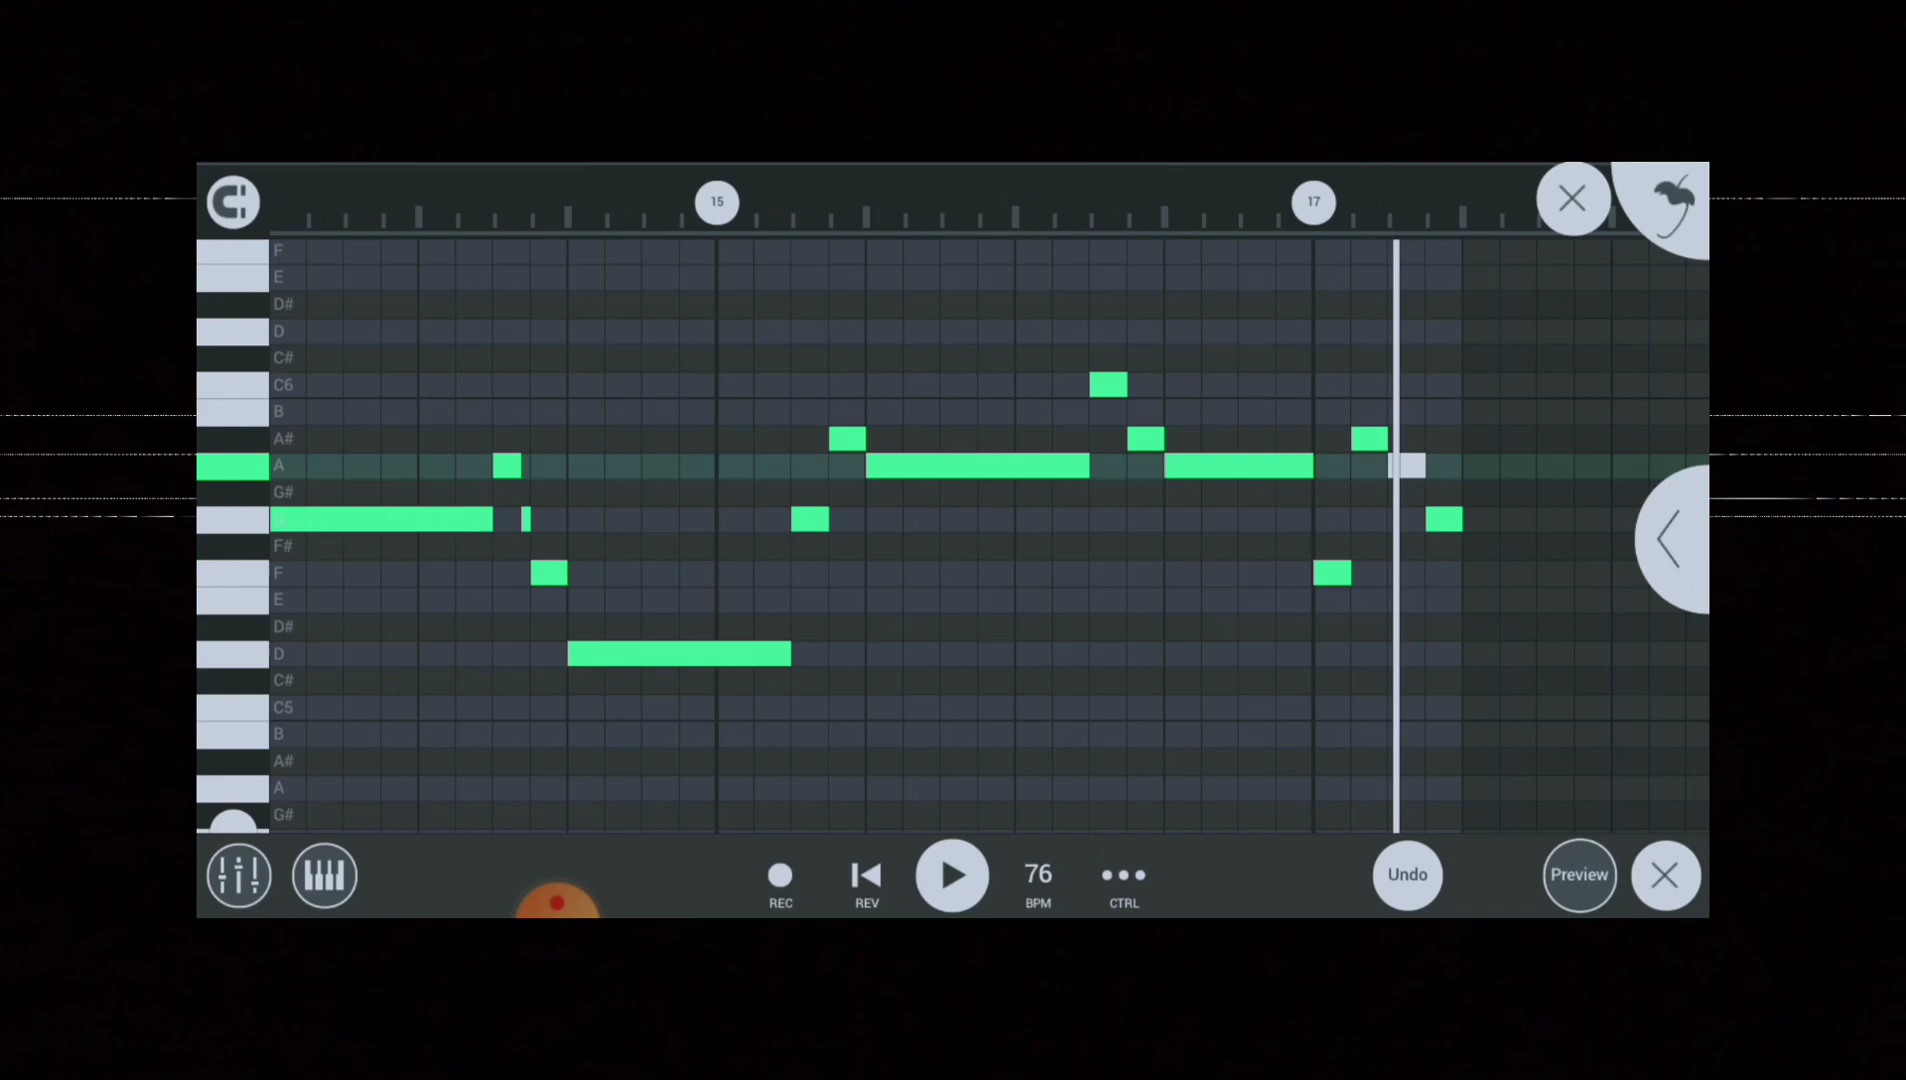 15
17
F
E
D#
D
C#
C6
B
A#
A
G#
G
F#
F
E
D#
D
C#
C5
B
A#
A
G#
REC
REV
76
BPM
CTRL
Undo
Preview